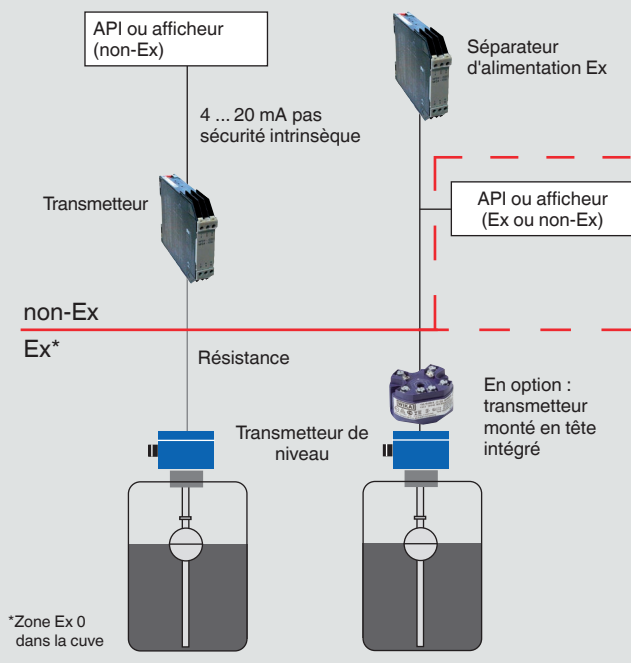 API ou afficheur
(non-Ex)
Séparateur
d'alimentation Ex
4 ... 20 mA pas
sécurité intrinsèque
Transmetteur
API ou afficheur
(Ex ou non-Ex)
non-Ex
Ex*
Résistance
En option :
transmetteur
monté en tête
intégré
Transmetteur de
niveau
*Zone Ex 0
dans la cuve